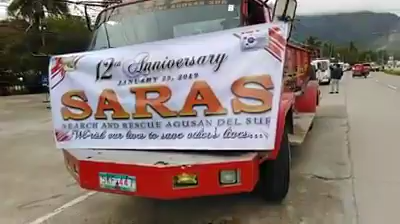 12th Anniversary
JANUARY 25, 2019
SARAS
SEARCH AND RESCUE AGUSAN DEL SUR
We risk our lives to save other's lives....